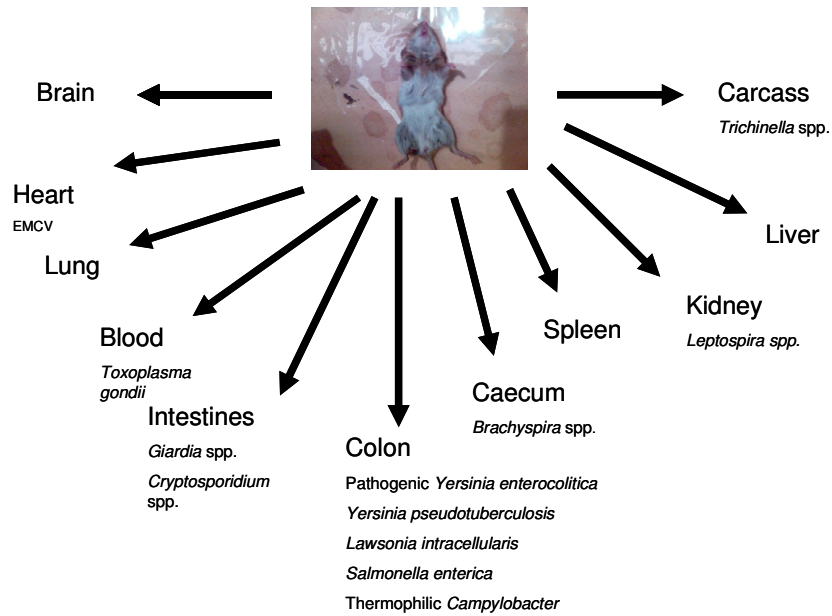 Brain
Heart
EMCV
Lung
Blood
Toxoplasma
gondii
Intestines
Giardia spp.
Cryptosporidium
spp.
Colon
Pathogenic Yersinia enterocolitica
Yersinia pseudotuberculosis
Lawsonia intracellularis
Salmonella enterica
Thermophilic Campylobacter
Caecum
Brachyspira spp.
Spleen
Kidney
Leptospira spp.
Liver
Carcass
Trichinella spp.